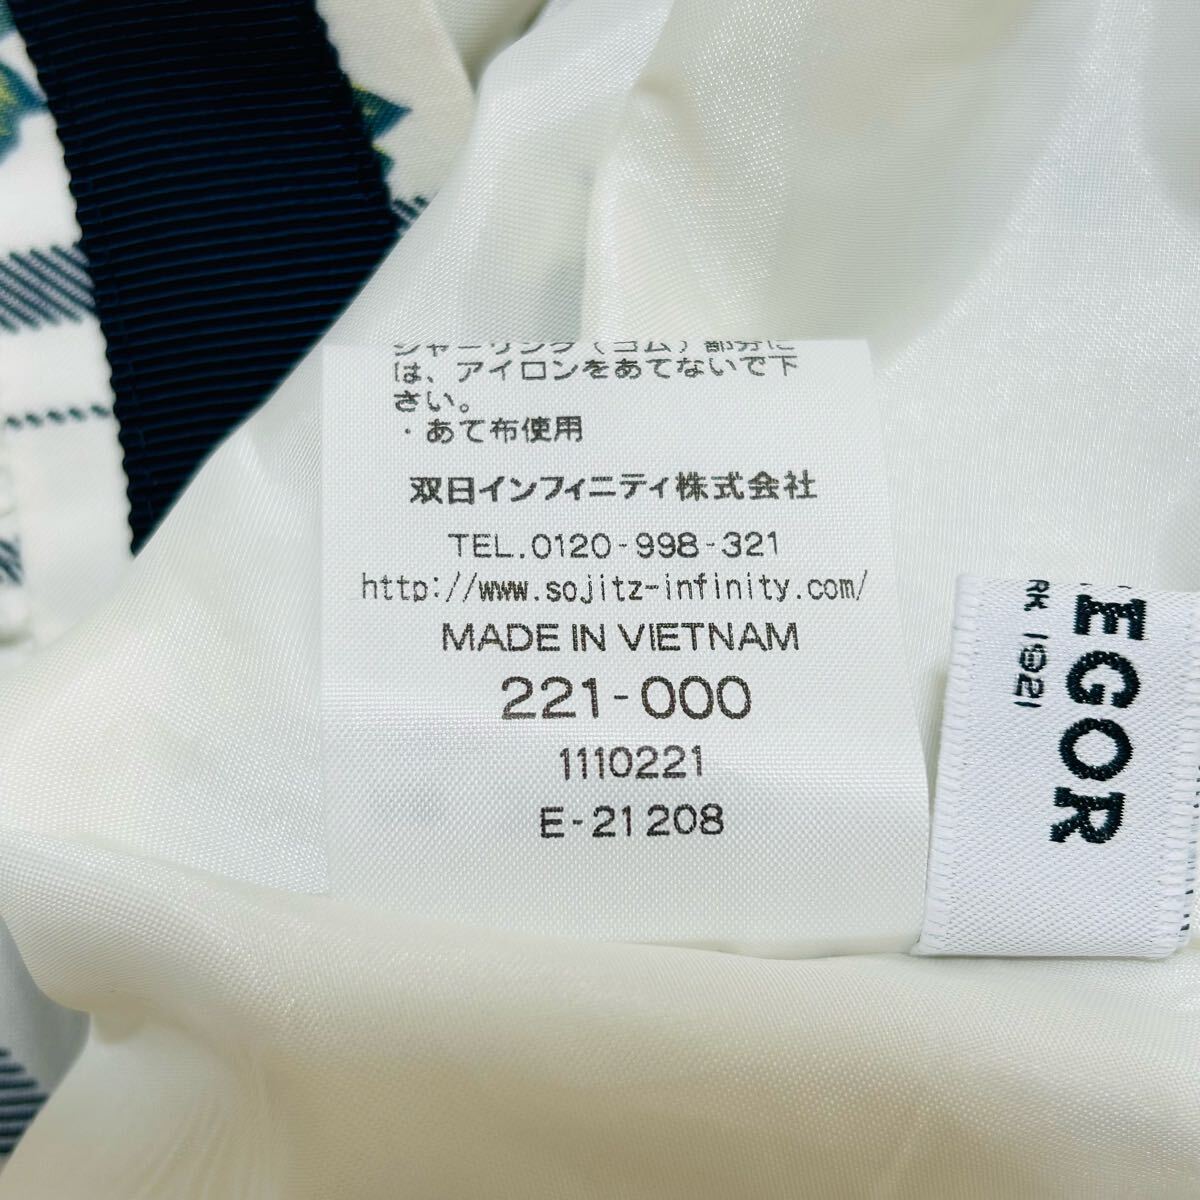 シャーリング(ゴム)部分に
は、アイロンをあてないで下
さい。
・あて布使用
双日インフィニティ株式会社
TEL.0120-998-321
http://www.sojitz-infinity.com/
MADE IN VIETNAM
221-000
1110221
E-21208
EGOR
RK 1921